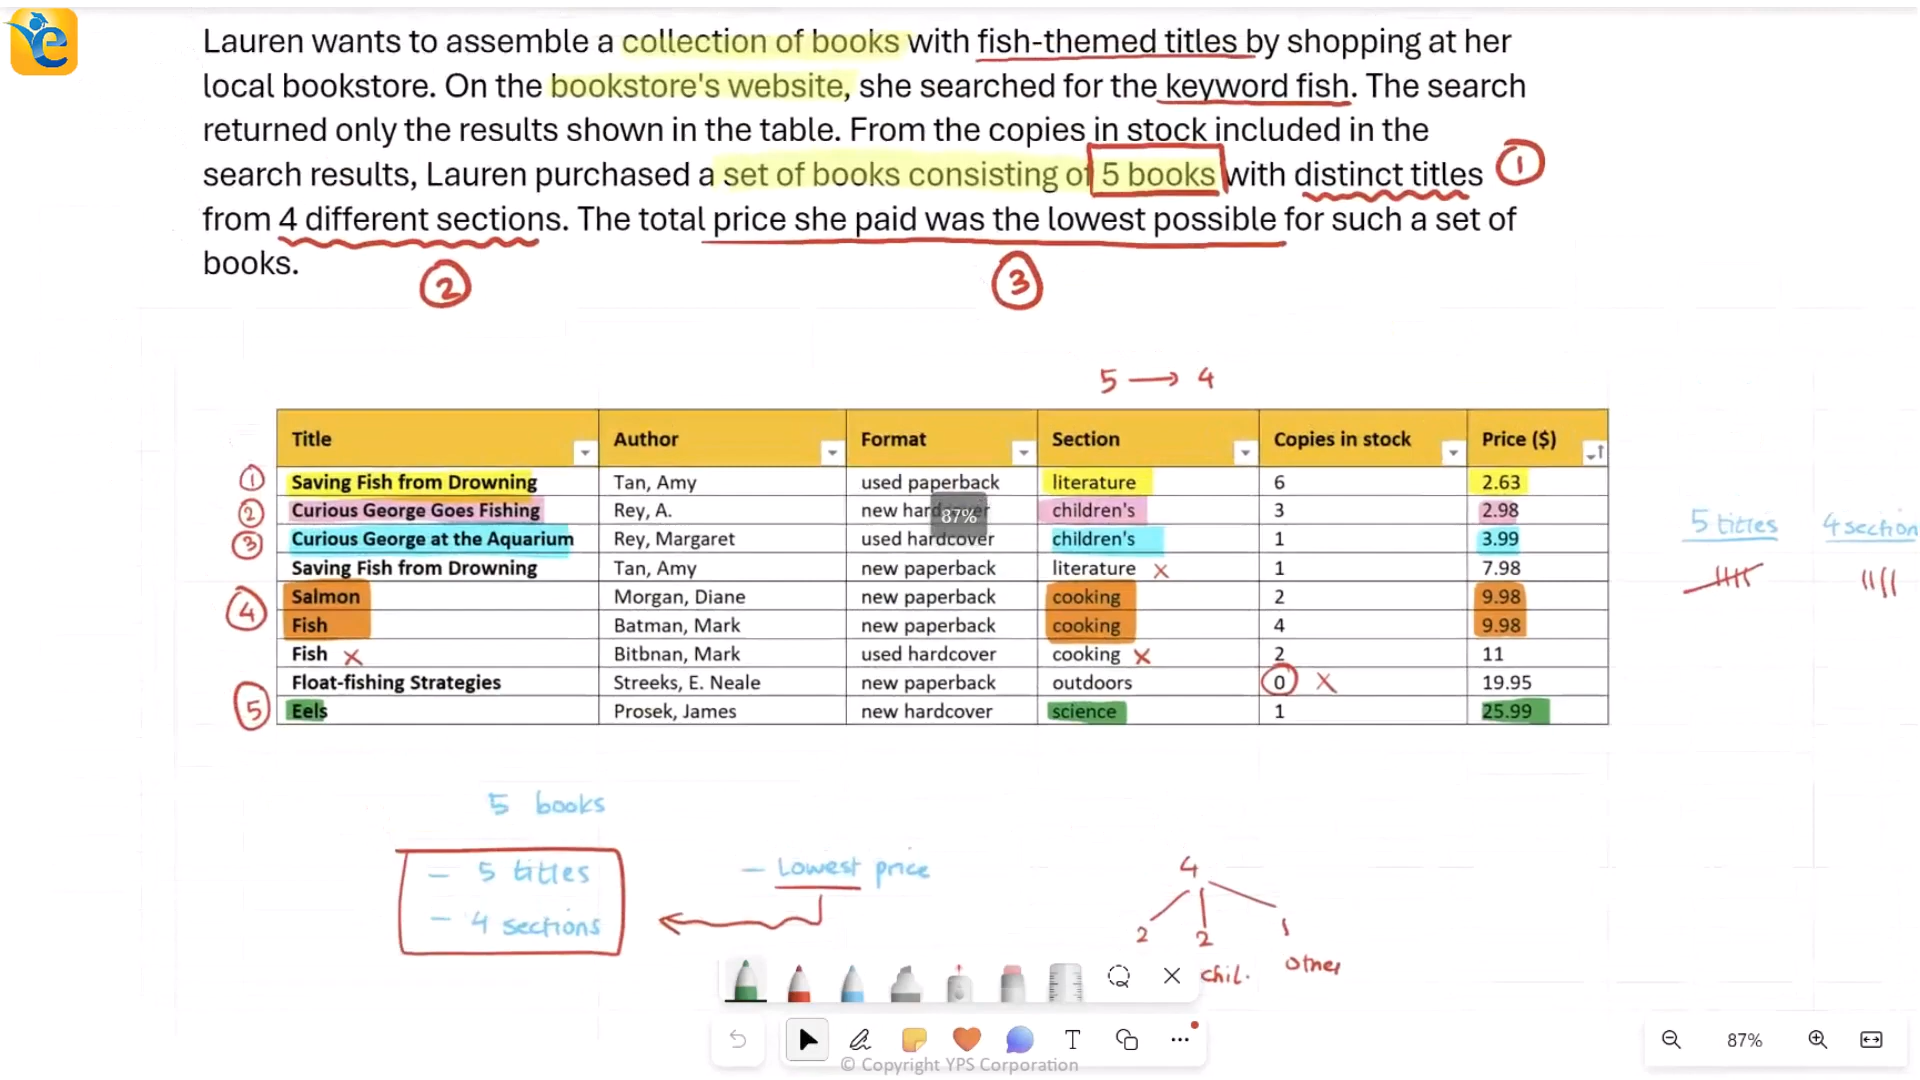 Lauren wants to assemble a collection of books with fish-themed titles by shopping at her
local bookstore. On the bookstore's website, she searched for the keyword fish. The search
returned only the results shown in the table. From the copies in stock included in the
search results, Lauren purchased a set of books consisting of 5 books with distinct titles 1
from 4 different sections. The total price she paid was the lowest possible for such a set of
books.
2 3
5 → 4
Title Author Format Section Copies in stock Price ($)
1 Saving Fish from Drowning Tan, Amy used paperback literature 6 2.63
2 Curious George Goes Fishing Rey, A. new children's 3 2.98
87%
3 Curious George at the Aquarium Rey, Margaret used hardcover children's 1 3.99
5 titles 4 section
Saving Fish from Drowning Tan, Amy new paperback literature x 1 7.98
4 Salmon Morgan, Diane new paperback cooking 2 9.98
Fish Batman, Mark new paperback cooking 4 9.98
Fish x Bitbnan, Mark used hardcover cooking x 2 11
Float-fishing Strategies Streeks, E. Neale new paperback outdoors 0 x 19.95
5 Eels Prosek, James new hardcover science 1 25.99
5 books
– 5 titles
– 4 sections
– Lowest price
4
2 2 1
chil. other
T
87%
© Copyright YPS Corporation